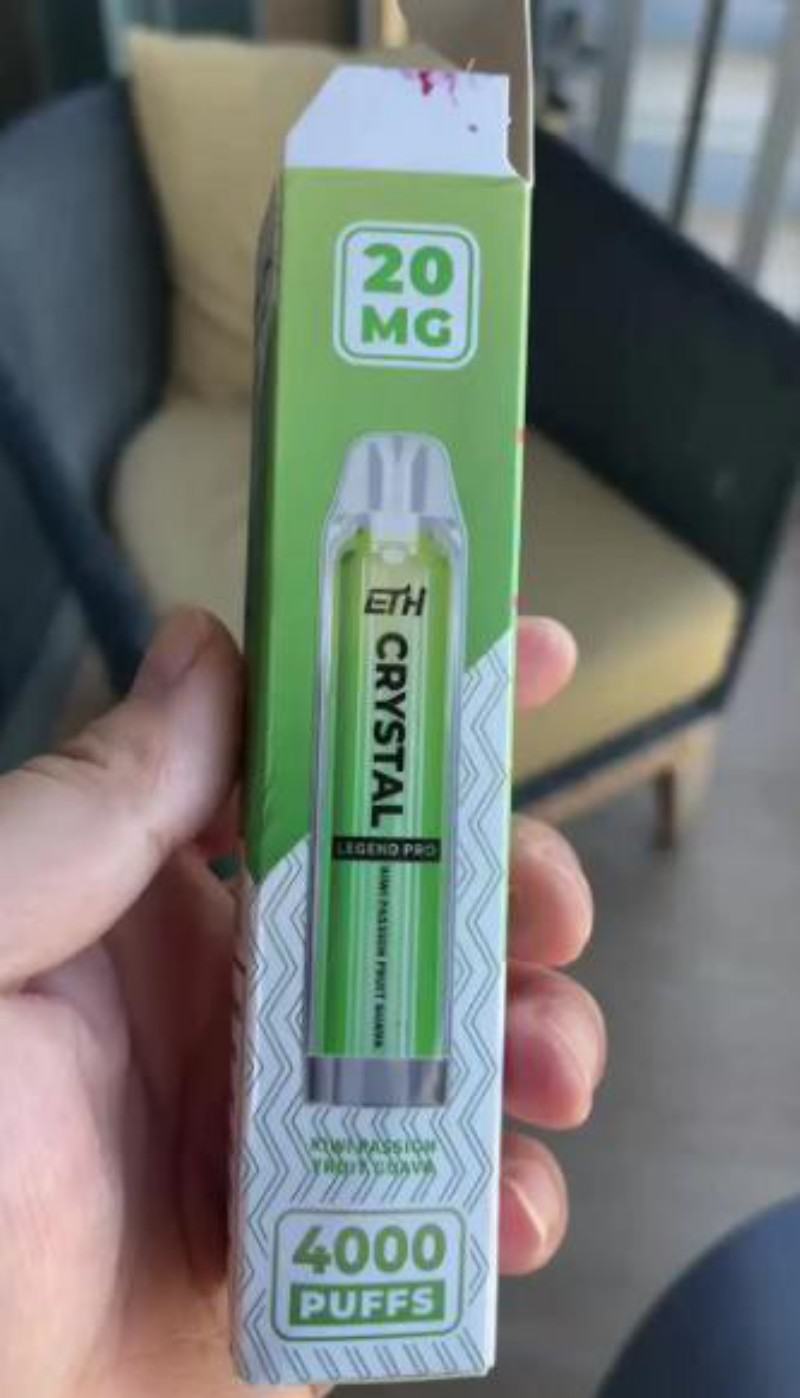 20
MG
ETH
CRYSTAL
LEGEND PRO
KIWI PASSION FRUIT GUAVA
KIWI PASSION
FRUIT GUAVA
4000
PUFFS